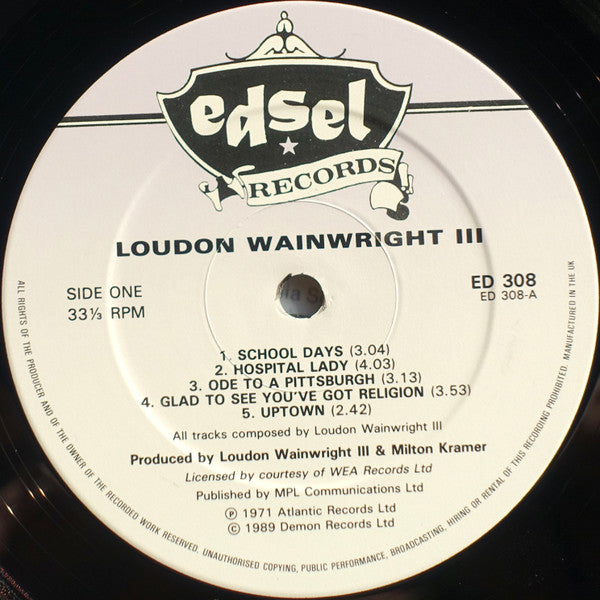 edsel
RECORDS
LOUDON WAINWRIGHT III
SIDE ONE
33⅓ RPM
ED 308
ED 308-A
1. SCHOOL DAYS (3.04)
2. HOSPITAL LADY (4.03)
3. ODE TO A PITTSBURGH (3.13)
4. GLAD TO SEE YOU'VE GOT RELIGION (3.53)
5. UPTOWN (2.42)
All tracks composed by Loudon Wainwright III
Produced by Loudon Wainwright III & Milton Kramer
Licensed by courtesy of WEA Records Ltd
Published by MPL Communications Ltd
℗ 1971 Atlantic Records Ltd
© 1989 Demon Records Ltd
ALL RIGHTS OF THE PRODUCER AND OF THE OWNER OF THE RECORDED WORK RESERVED. UNAUTHORISED COPYING, PUBLIC PERFORMANCE, BROADCASTING, HIRING OR RENTAL OF THIS RECORDING PROHIBITED. MANUFACTURED IN THE UK